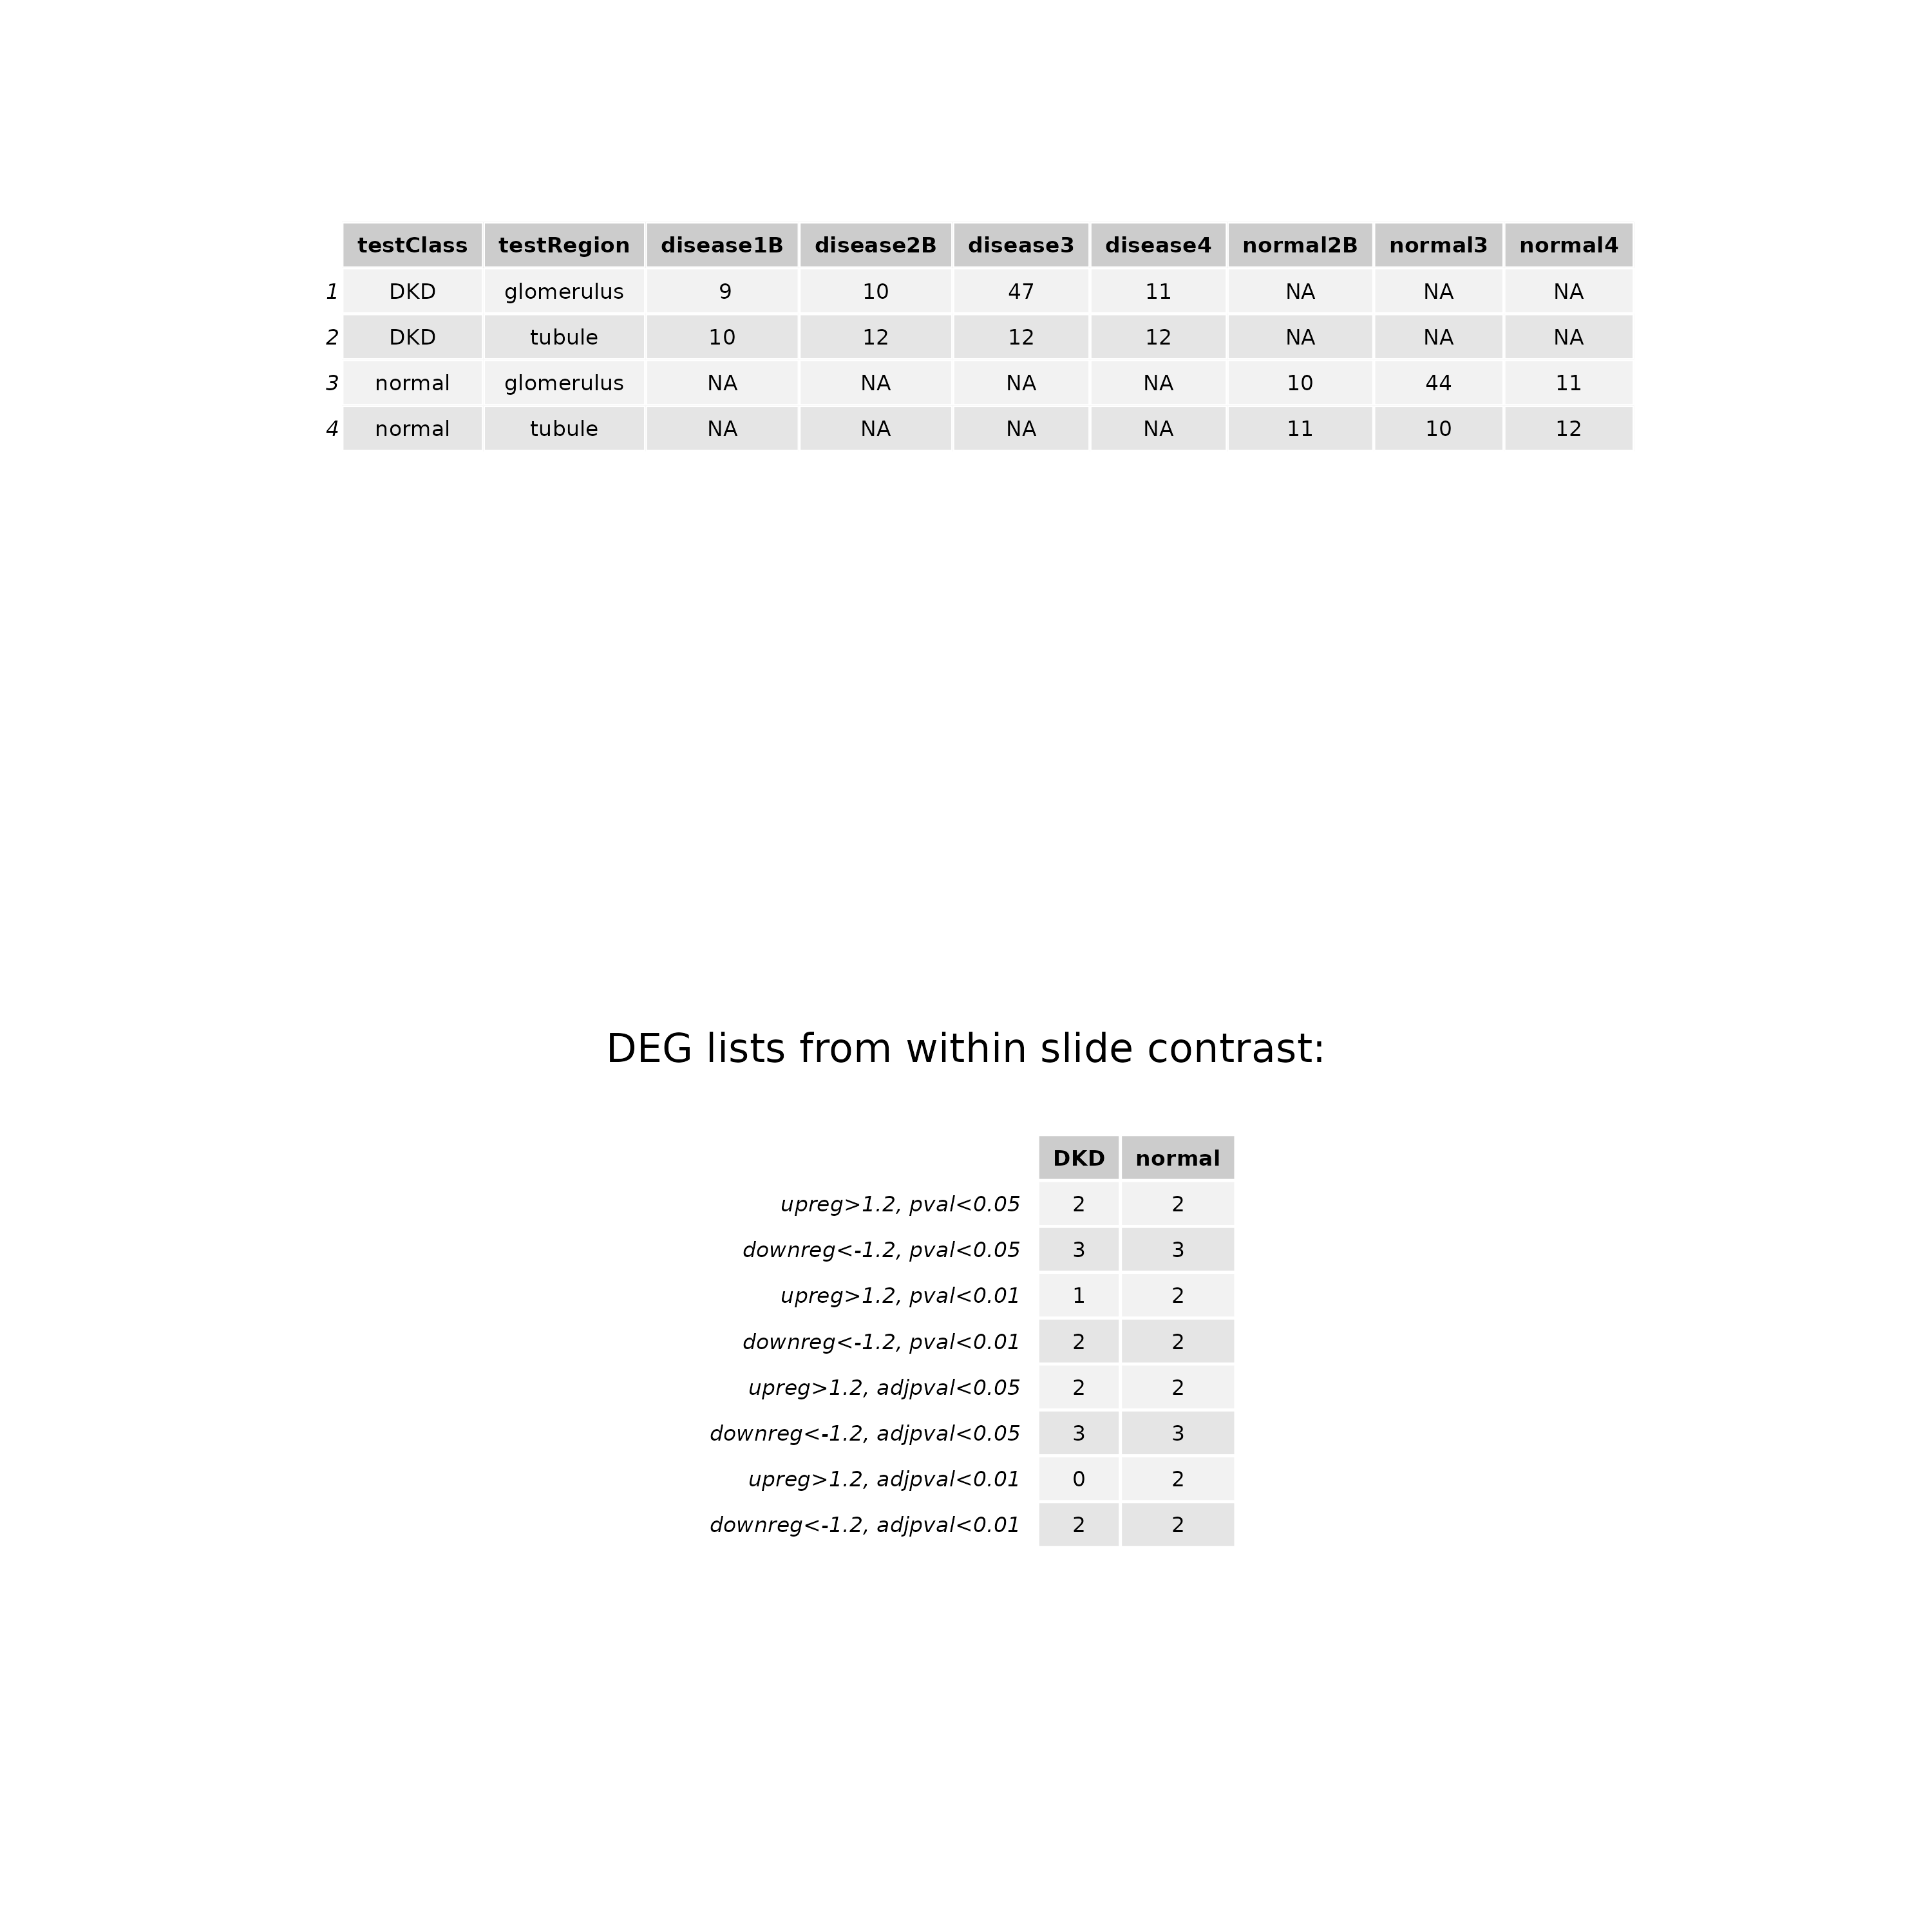 testClass testRegion disease1B disease2B disease3 disease4 normal2B normal3 normal4
1 DKD glomerulus 9 10 47 11 NA NA NA
2 DKD tubule 10 12 12 12 NA NA NA
3 normal glomerulus NA NA NA NA 10 44 11
4 normal tubule NA NA NA NA 11 10 12
DEG lists from within slide contrast:
DKD normal
upreg>1.2, pval<0.05 2 2
downreg<-1.2, pval<0.05 3 3
upreg>1.2, pval<0.01 1 2
downreg<-1.2, pval<0.01 2 2
upreg>1.2, adjpval<0.05 2 2
downreg<-1.2, adjpval<0.05 3 3
upreg>1.2, adjpval<0.01 0 2
downreg<-1.2, adjpval<0.01 2 2